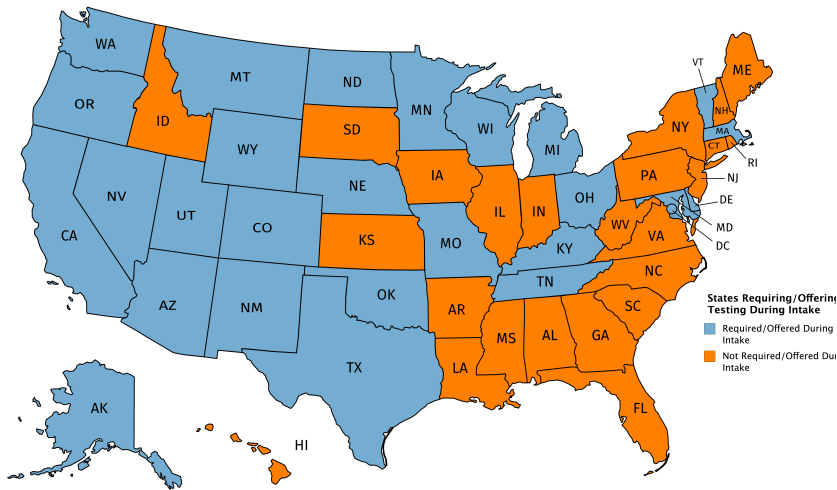 WA
OR
ID
MT
ND
MN
SD
WY
WI
MI
NV
UT
CO
NE
IA
IL
IN
OH
CA
KS
MO
KY
WV
VA
AZ
NM
OK
AR
TN
NC
SC
TX
LA
MS
AL
GA
FL
AK
HI
VT
ME
NH
NY
MA
CT
RI
PA
NJ
DE
MD
DC
States Requiring/Offering
Testing During Intake
Required/Offered During
Intake
Not Required/Offered Du
Intake